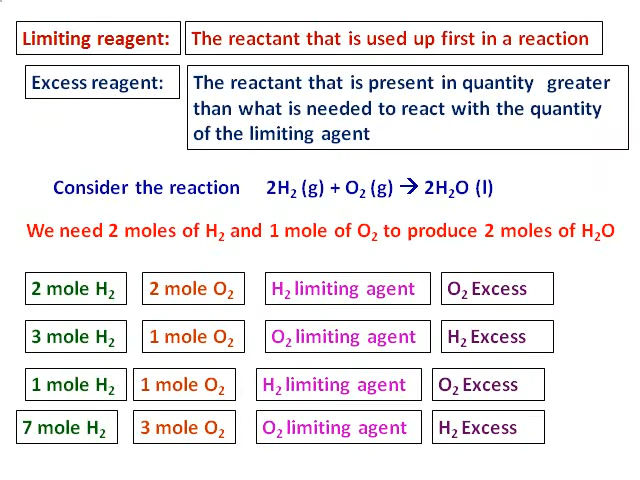 Limiting reagent: The reactant that is used up first in a reaction
Excess reagent: The reactant that is present in quantity greater
than what is needed to react with the quantity
of the limiting agent
Consider the reaction 2H₂ (g) + O₂ (g) → 2H₂O (l)
We need 2 moles of H₂ and 1 mole of O₂ to produce 2 moles of H₂O
2 mole H₂ 2 mole O₂ H₂ limiting agent O₂ Excess
3 mole H₂ 1 mole O₂ O₂ limiting agent H₂ Excess
1 mole H₂ 1 mole O₂ H₂ limiting agent O₂ Excess
7 mole H₂ 3 mole O₂ O₂ limiting agent H₂ Excess